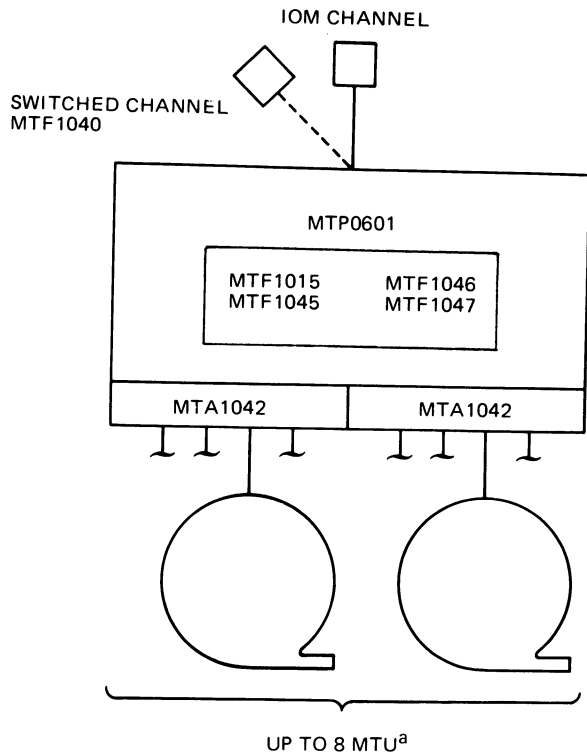 IOM CHANNEL
SWITCHED CHANNEL
MTF1040
MTP0601
MTF1015 MTF1046
MTF1045 MTF1047
MTA1042 MTA1042
UP TO 8 MTUa